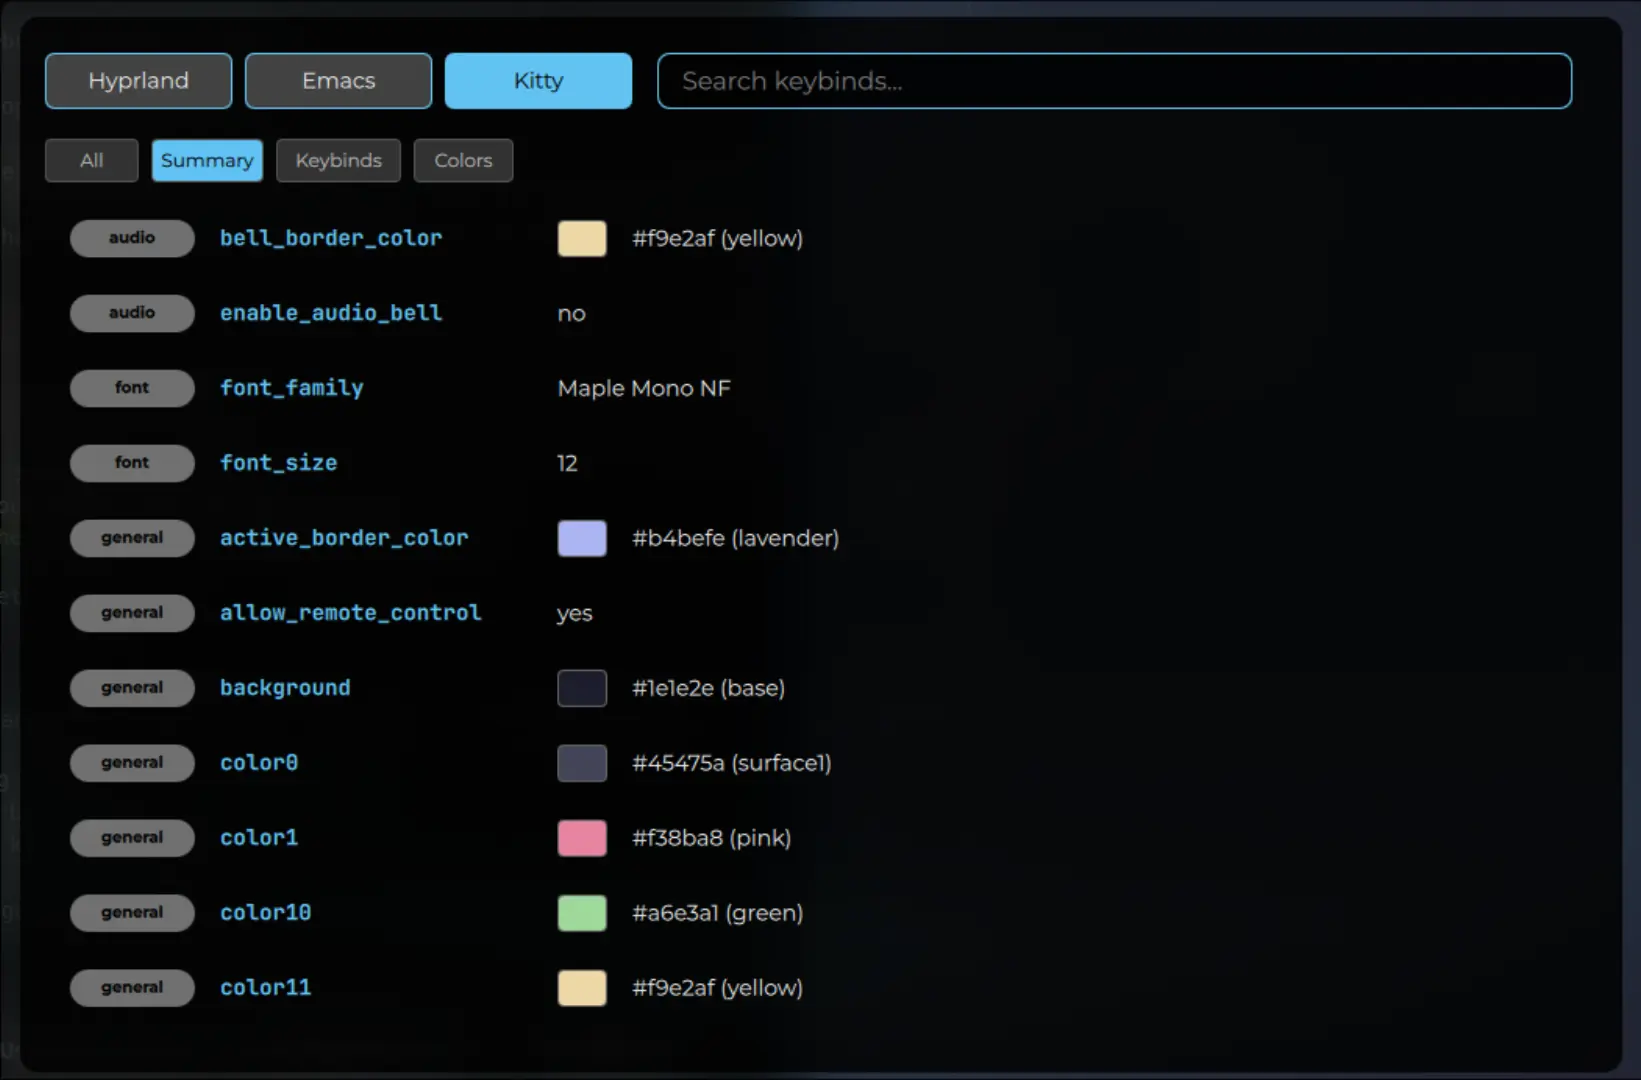 Hyprland Emacs Kitty Search keybinds...
All Summary Keybinds Colors
audio bell_border_color #f9e2af (yellow)
audio enable_audio_bell no
font font_family Maple Mono NF
font font_size 12
general active_border_color #b4befe (lavender)
general allow_remote_control yes
general background #1e1e2e (base)
general color0 #45475a (surface1)
general color1 #f38ba8 (pink)
general color10 #a6e3a1 (green)
general color11 #f9e2af (yellow)